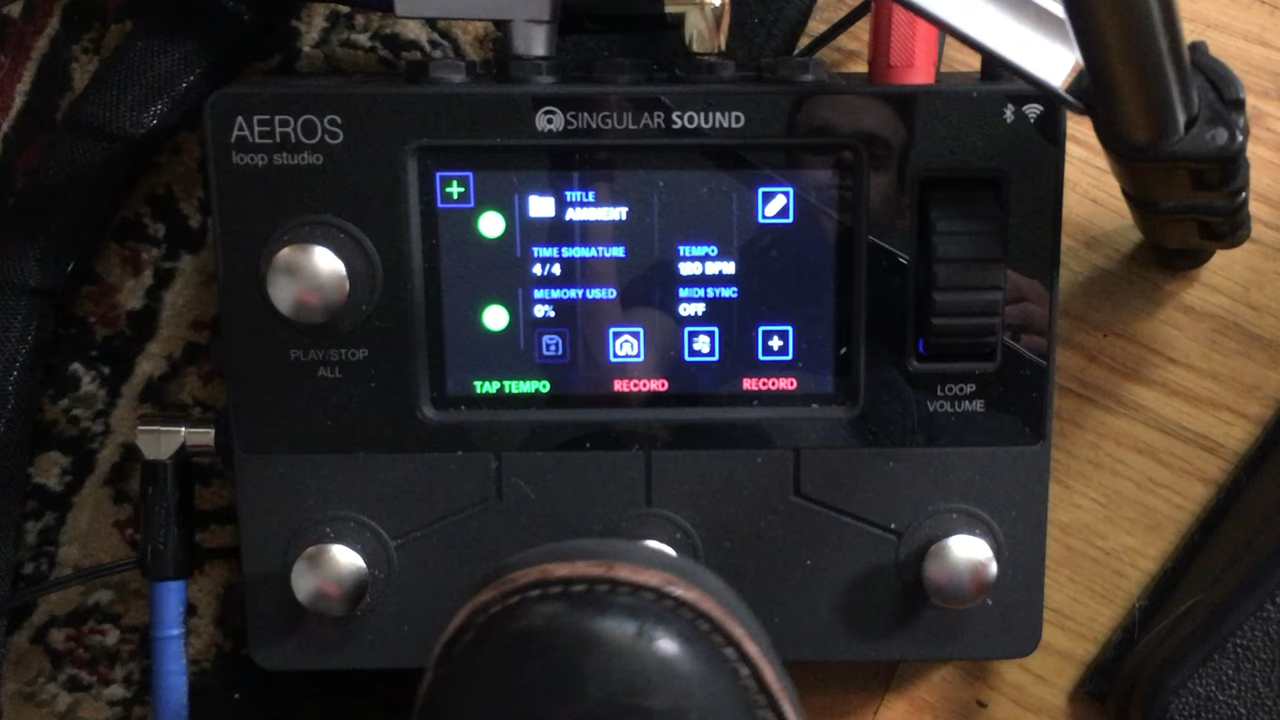 AEROS
loop studio
SINGULAR SOUND
TITLE
AMBIENT
TIME SIGNATURE
4/4
TEMPO
BPM
MEMORY USED
0%
MIDI SYNC
OFF
TAP TEMPO
RECORD
RECORD
PLAY/STOP
ALL
LOOP
VOLUME